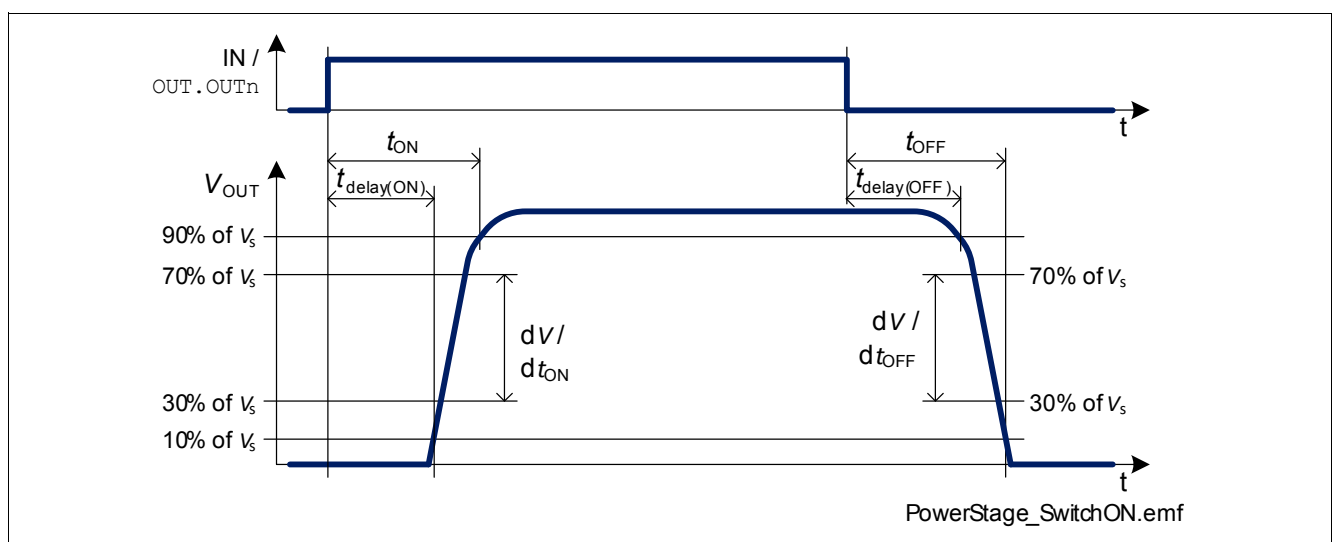 IN /
OUT.OUTn
t
tON
tOFF
VOUT
tdelay(ON)
tdelay(OFF)
90% of Vs
70% of Vs
70% of Vs
dV /
dtON
dV /
dtOFF
30% of Vs
30% of Vs
10% of Vs
t
PowerStage_SwitchON.emf